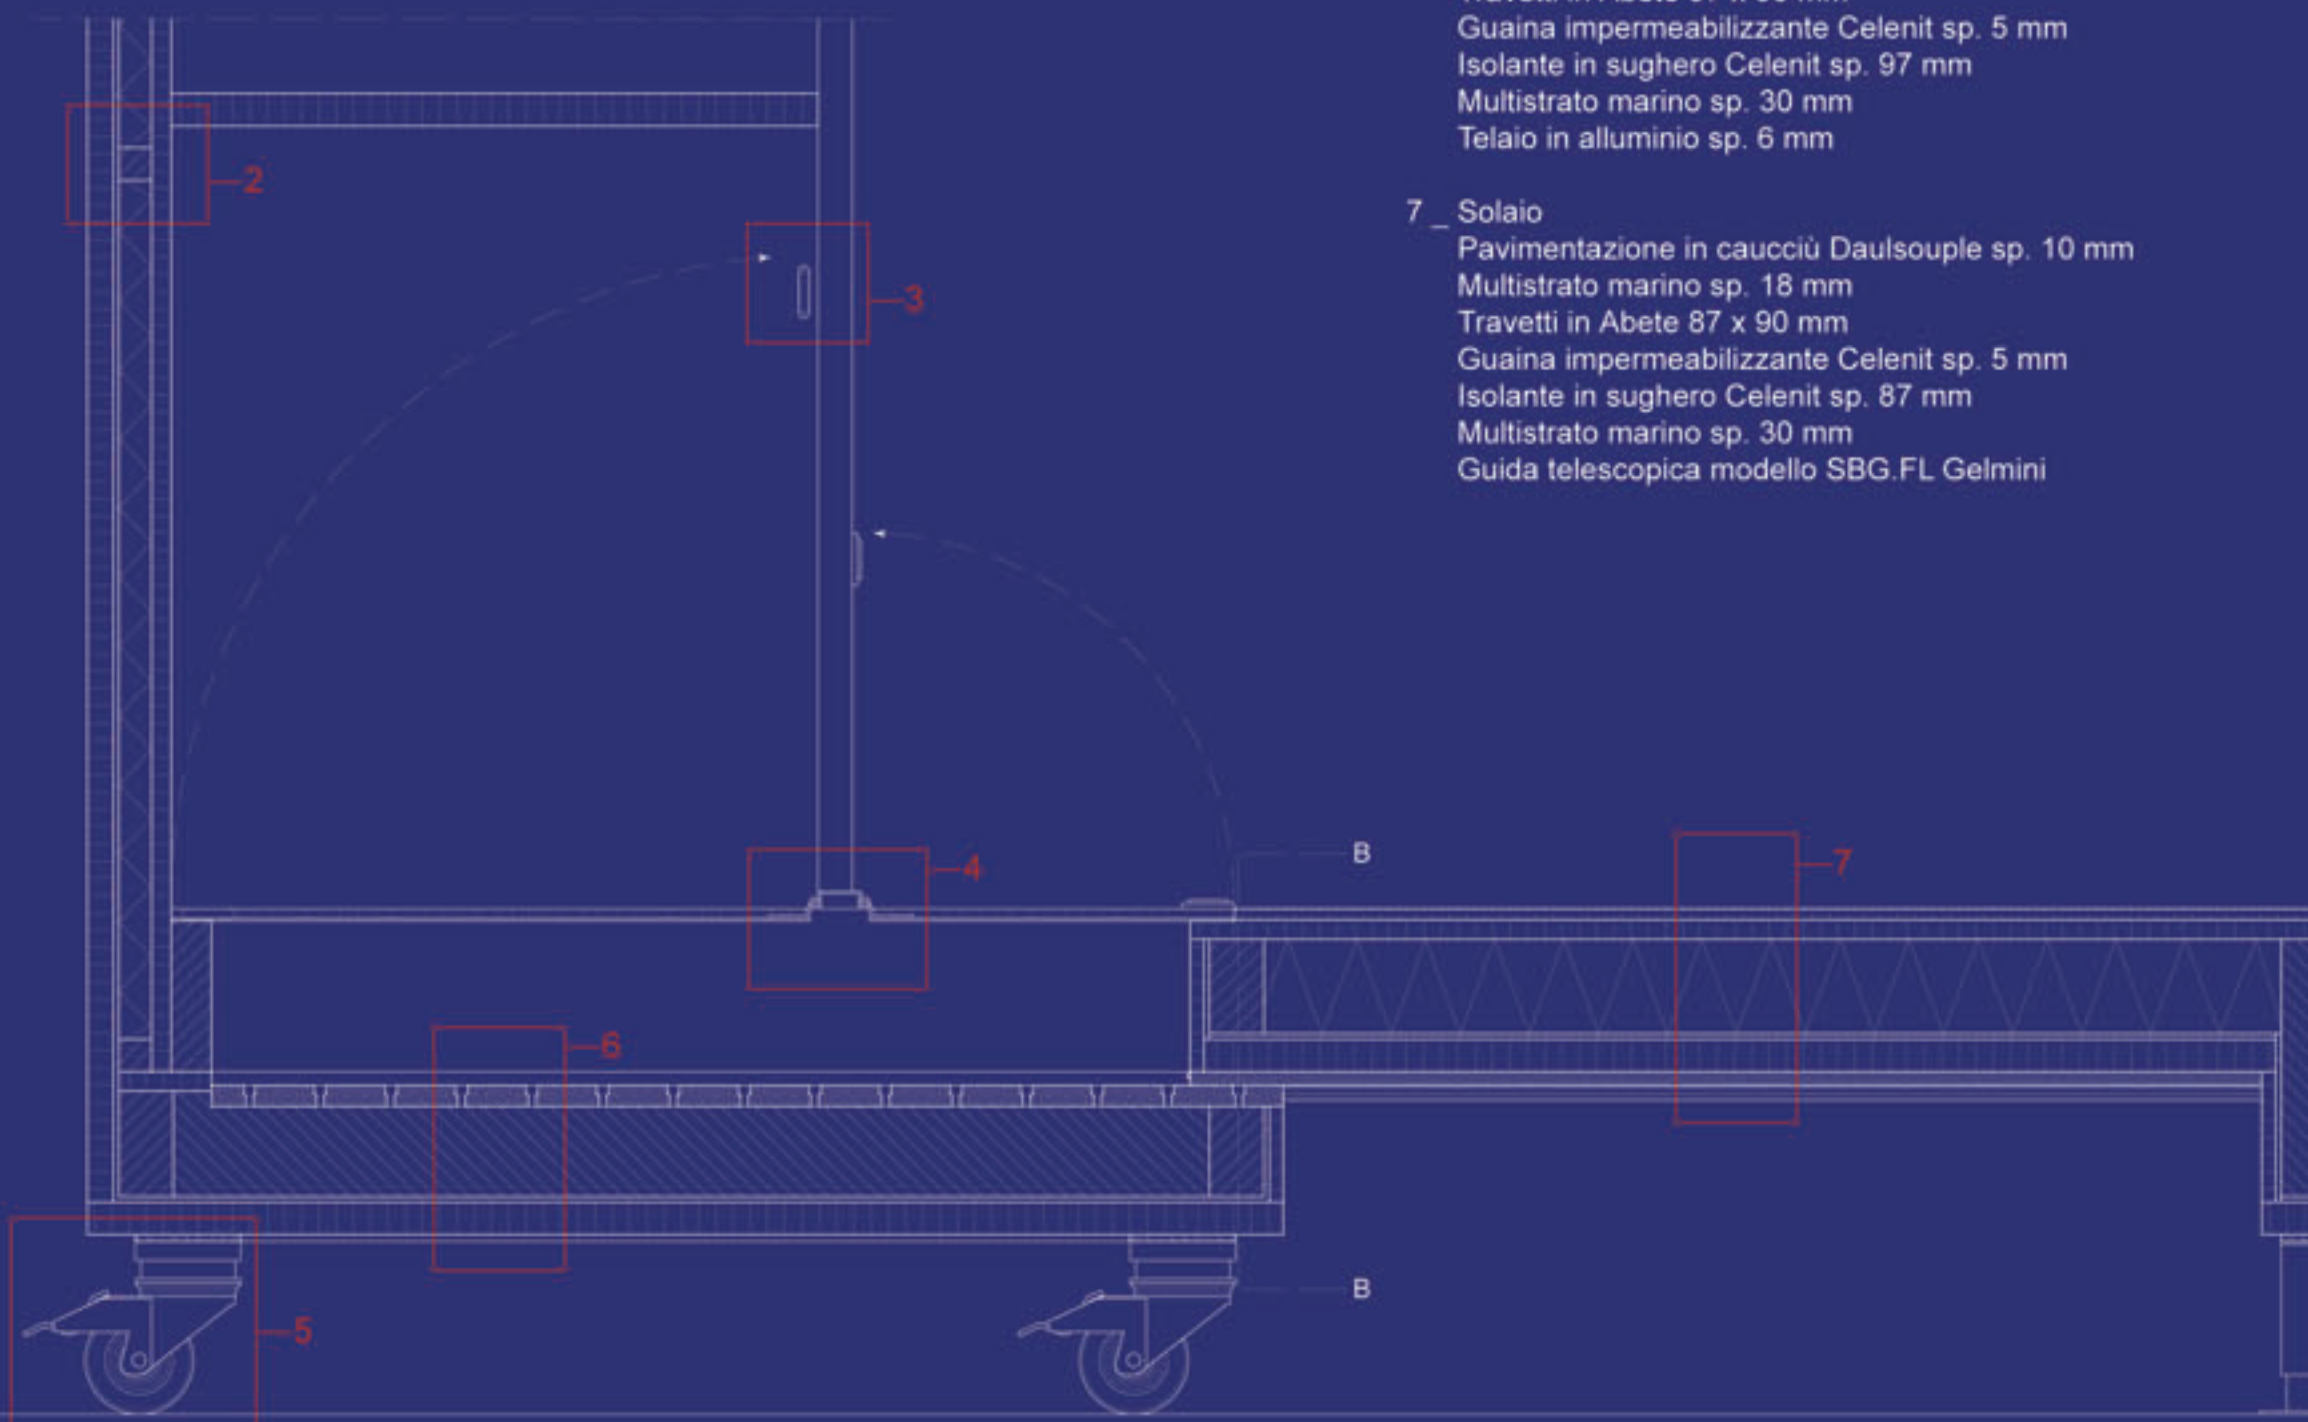 Guaina impermeabilizzante Celenit sp. 5 mm
Isolante in sughero Celenit sp. 97 mm
Multistrato marino sp. 30 mm
Telaio in alluminio sp. 6 mm
7 _ Solaio
Pavimentazione in caucciù Daulsouple sp. 10 mm
Multistrato marino sp. 18 mm
Travetti in Abete 87 x 90 mm
Guaina impermeabilizzante Celenit sp. 5 mm
Isolante in sughero Celenit sp. 87 mm
Multistrato marino sp. 30 mm
Guida telescopica modello SBG.FL Gelmini
2
3
B
4
7
6
B
5